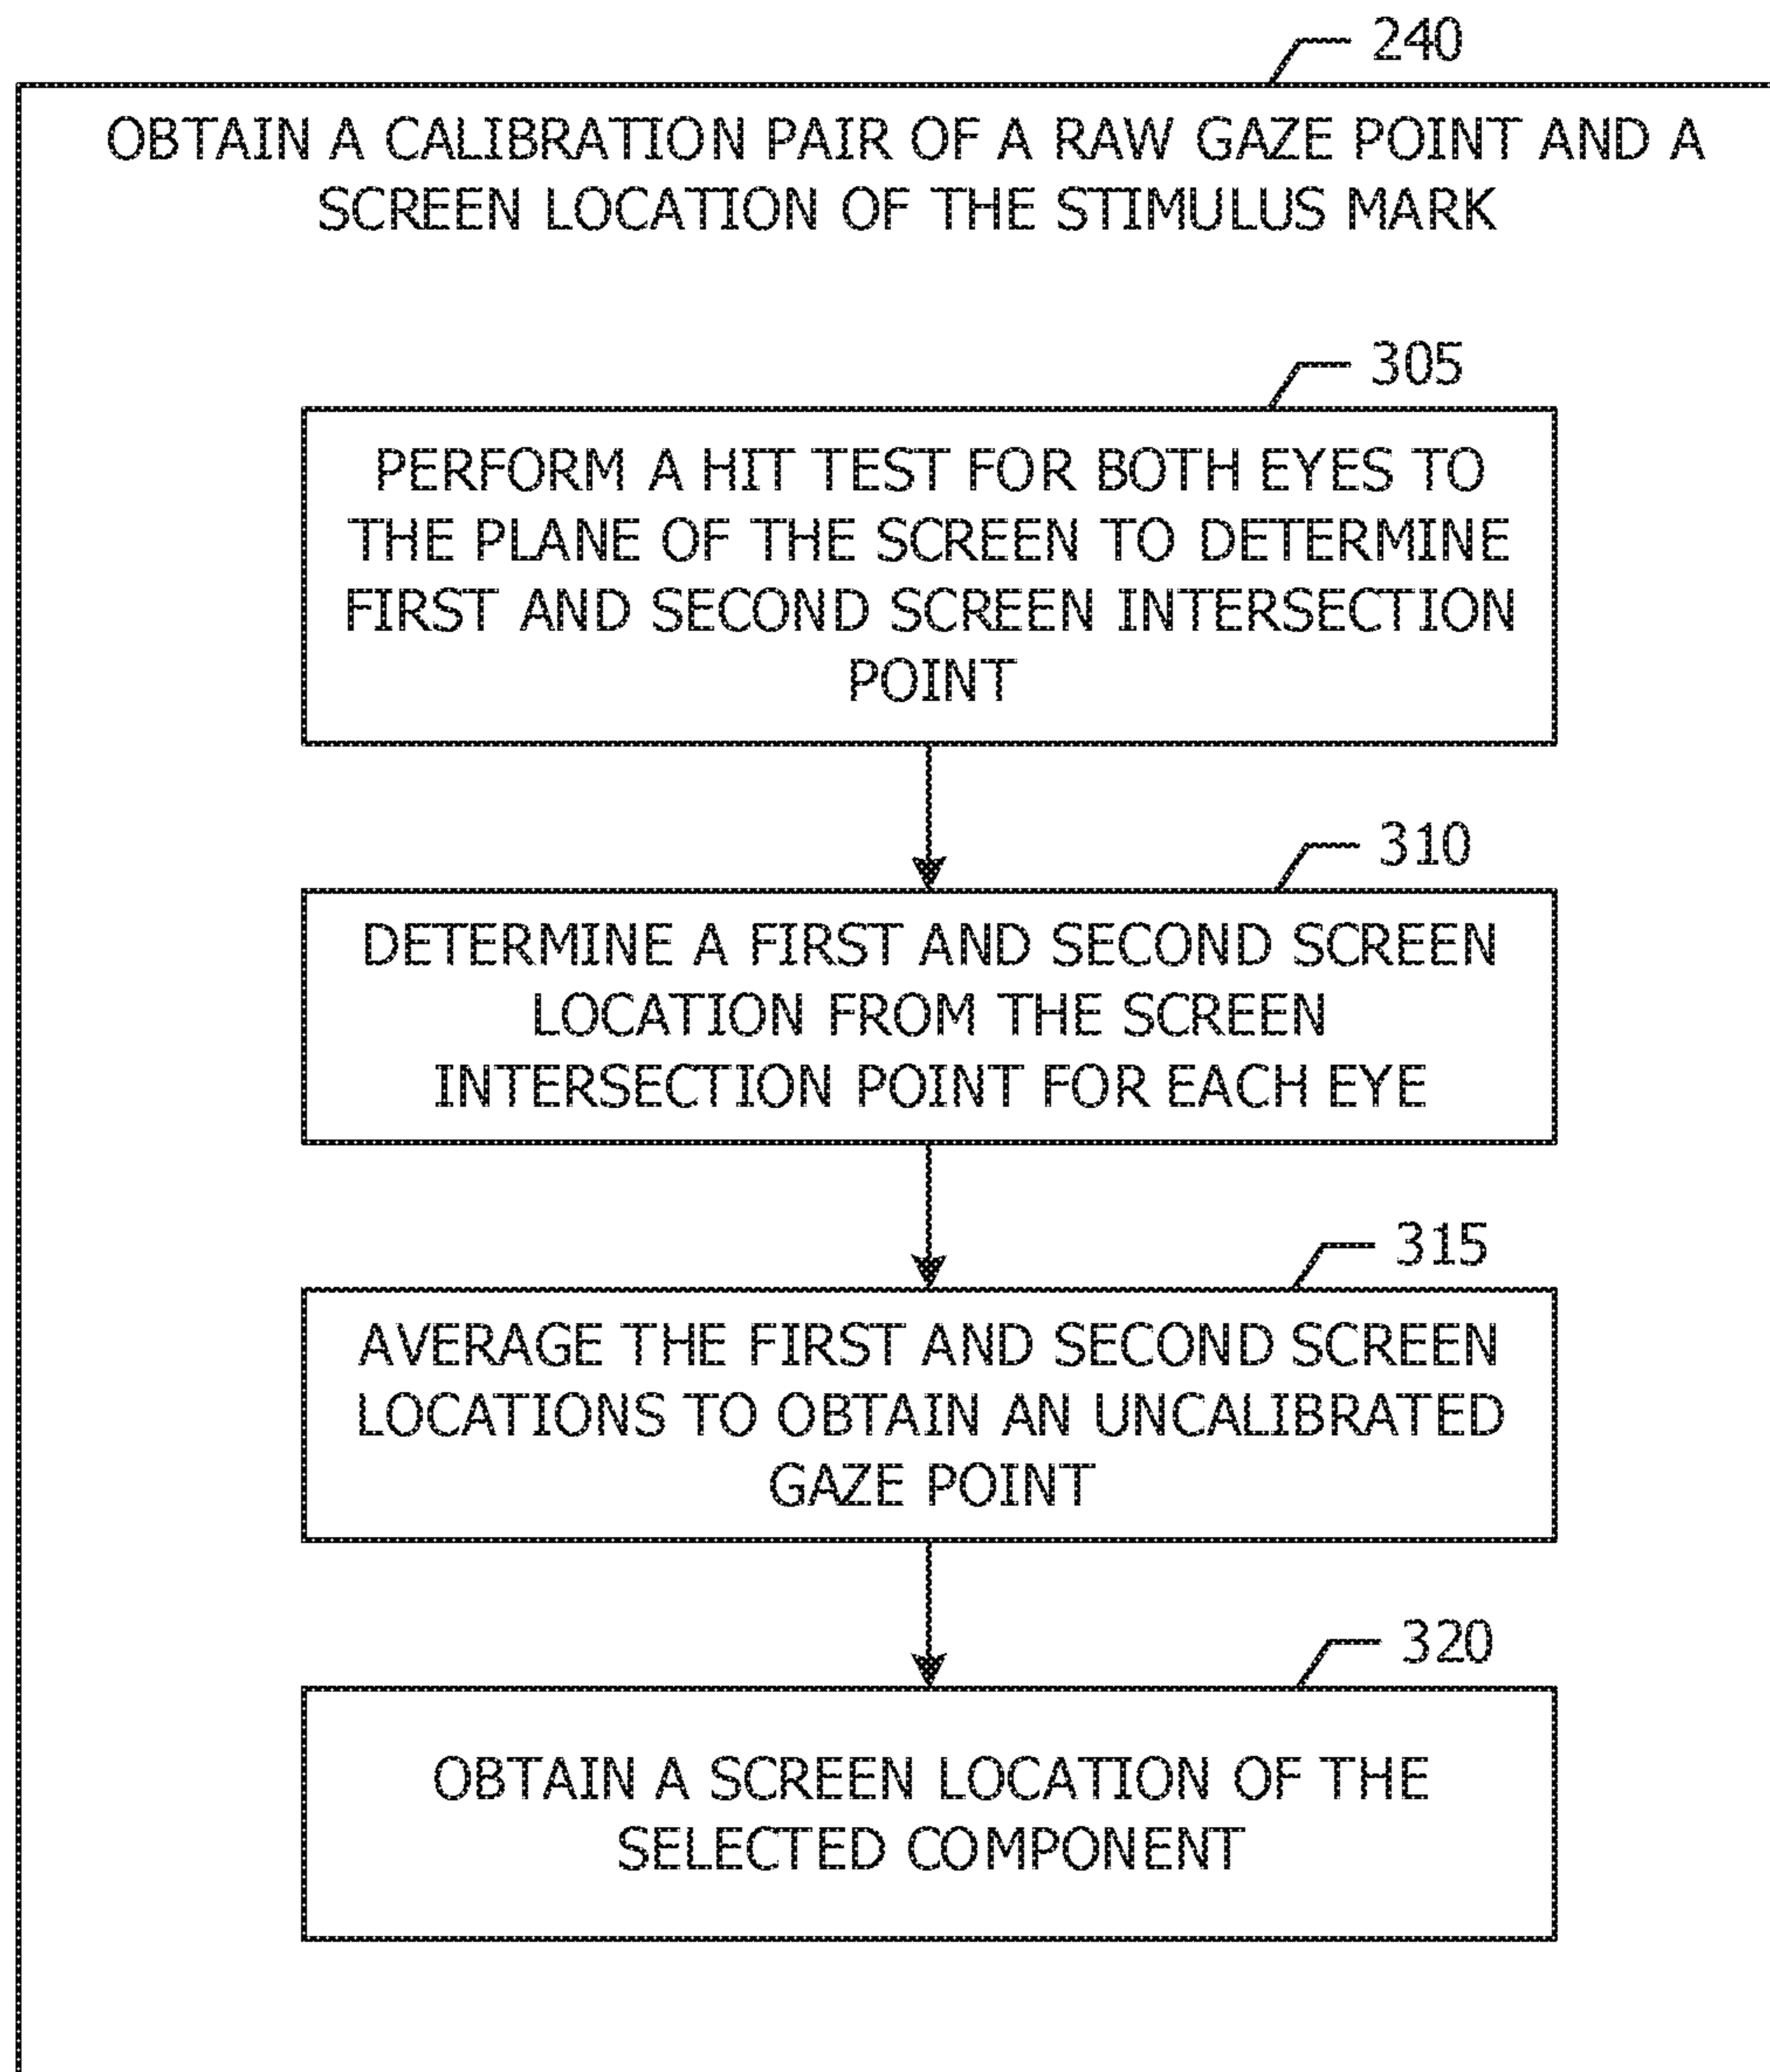 240
OBTAIN A CALIBRATION PAIR OF A RAW GAZE POINT AND A
SCREEN LOCATION OF THE STIMULUS MARK
305
PERFORM A HIT TEST FOR BOTH EYES TO
THE PLANE OF THE SCREEN TO DETERMINE
FIRST AND SECOND SCREEN INTERSECTION
POINT
310
DETERMINE A FIRST AND SECOND SCREEN
LOCATION FROM THE SCREEN
INTERSECTION POINT FOR EACH EYE
315
AVERAGE THE FIRST AND SECOND SCREEN
LOCATIONS TO OBTAIN AN UNCALIBRATED
GAZE POINT
320
OBTAIN A SCREEN LOCATION OF THE
SELECTED COMPONENT